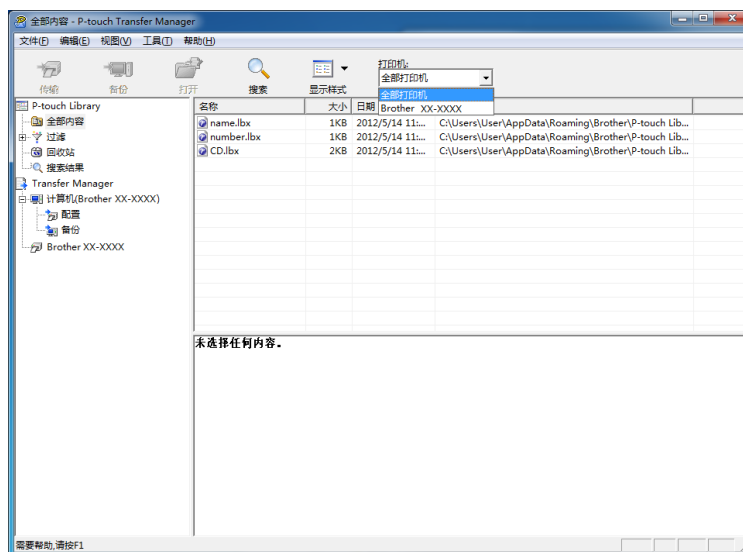 全部内容 - P-touch Transfer Manager
文件(F) 编辑(E) 视图(V) 工具(T) 帮助(H)
传输 备份 打开 搜索 显示样式
打印机:
全部打印机
全部打印机
Brother XX-XXXX
P-touch Library
全部内容
过滤
回收站
搜索结果
Transfer Manager
计算机(Brother XX-XXXX)
配置
备份
Brother XX-XXXX
名称 大小 日期
name.lbx 1KB 2012/5/14 11:... C:\Users\User\AppData\Roaming\Brother\P-touch Lib...
number.lbx 1KB 2012/5/14 11:... C:\Users\User\AppData\Roaming\Brother\P-touch Lib...
CD.lbx 2KB 2012/5/14 11:... C:\Users\User\AppData\Roaming\Brother\P-touch Lib...
未选择任何内容。
需要帮助,请按F1